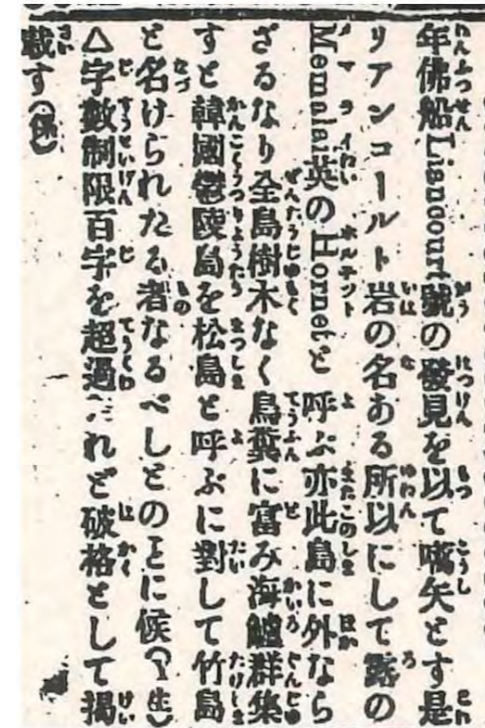 年佛船Liancourt號の發見を以て嚆矢とす是
リアンコールト岩の名ある所以にして露の
Memalai英のHornetと呼ぶ亦此島に外なら
ざるなり全島樹木なく鳥糞に富み海驢群集
すと韓國鬱陵島を松島と呼ぶに對して竹島
と名けられたる者なるべしとのことに候
△字數制限百字を超過したれど破格として掲
載す